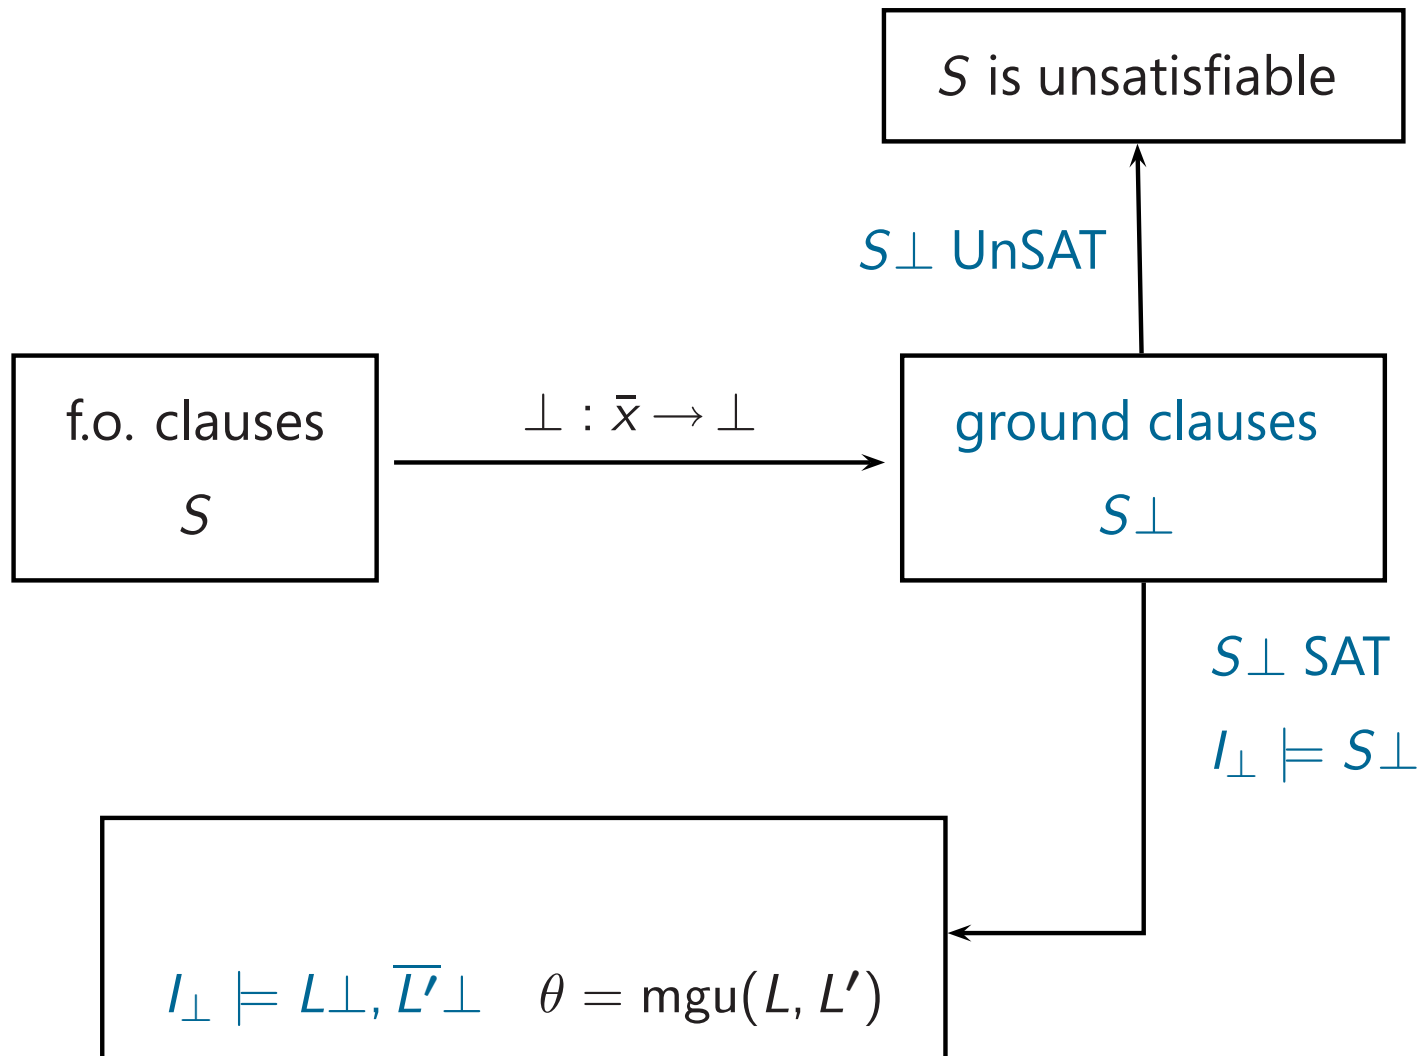 S is unsatisfiable
S⊥ UnSAT
f.o. clauses
S
⊥ : x̄ → ⊥
ground clauses
S⊥
S⊥ SAT
I⊥ ⊨ S⊥
I⊥ ⊨ L⊥, L̅'̅⊥ θ = mgu(L, L')